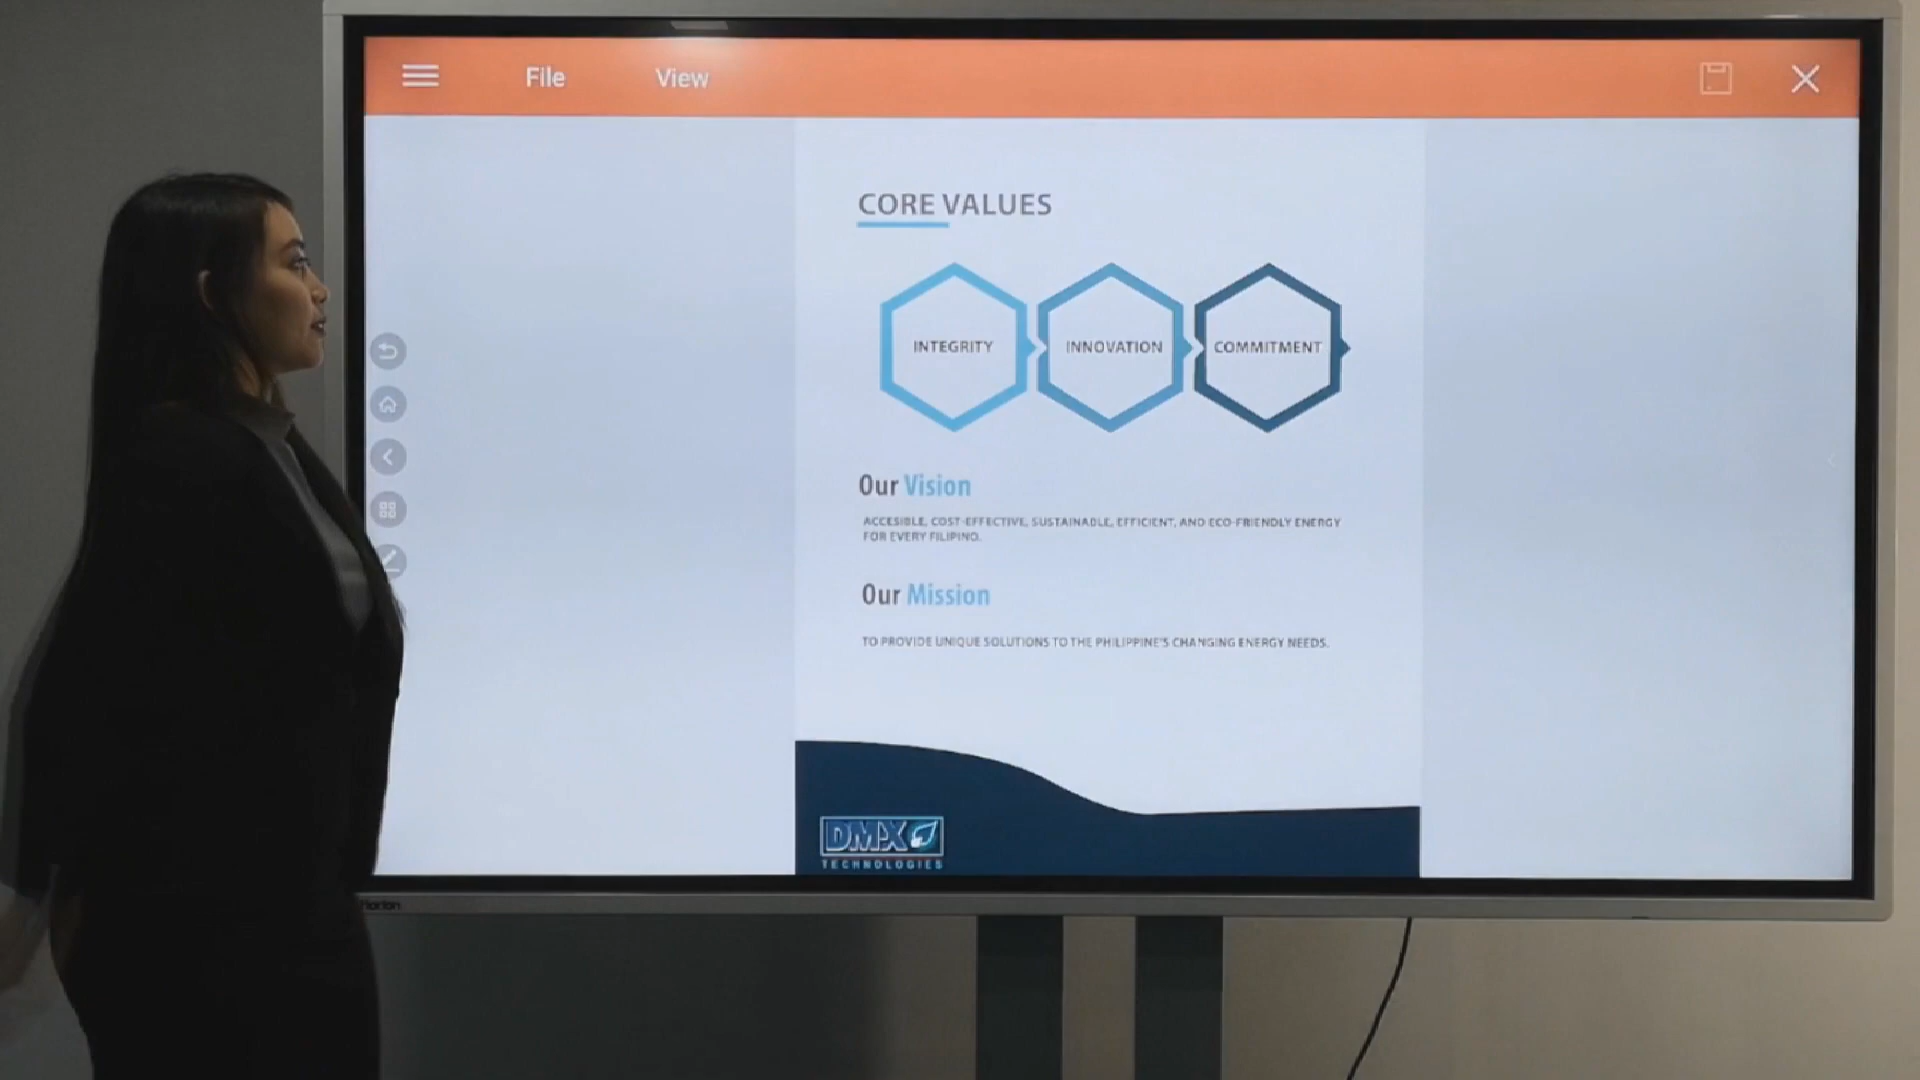 File View
CORE VALUES
INTEGRITY INNOVATION COMMITMENT
Our Vision
ACCESIBLE, COST-EFFECTIVE, SUSTAINABLE, EFFICIENT, AND ECO-FRIENDLY ENERGY
FOR EVERY FILIPINO.
Our Mission
TO PROVIDE UNIQUE SOLUTIONS TO THE PHILIPPINE'S CHANGING ENERGY NEEDS.
DMX
TECHNOLOGIES